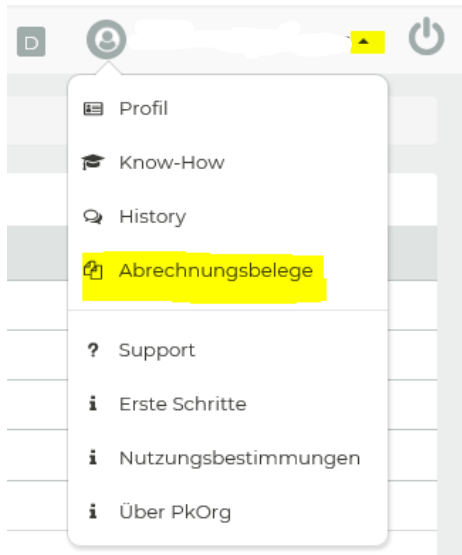 D
Profil
Know-How
History
Abrechnungsbelege
? Support
i Erste Schritte
i Nutzungsbestimmungen
i Über PkOrg